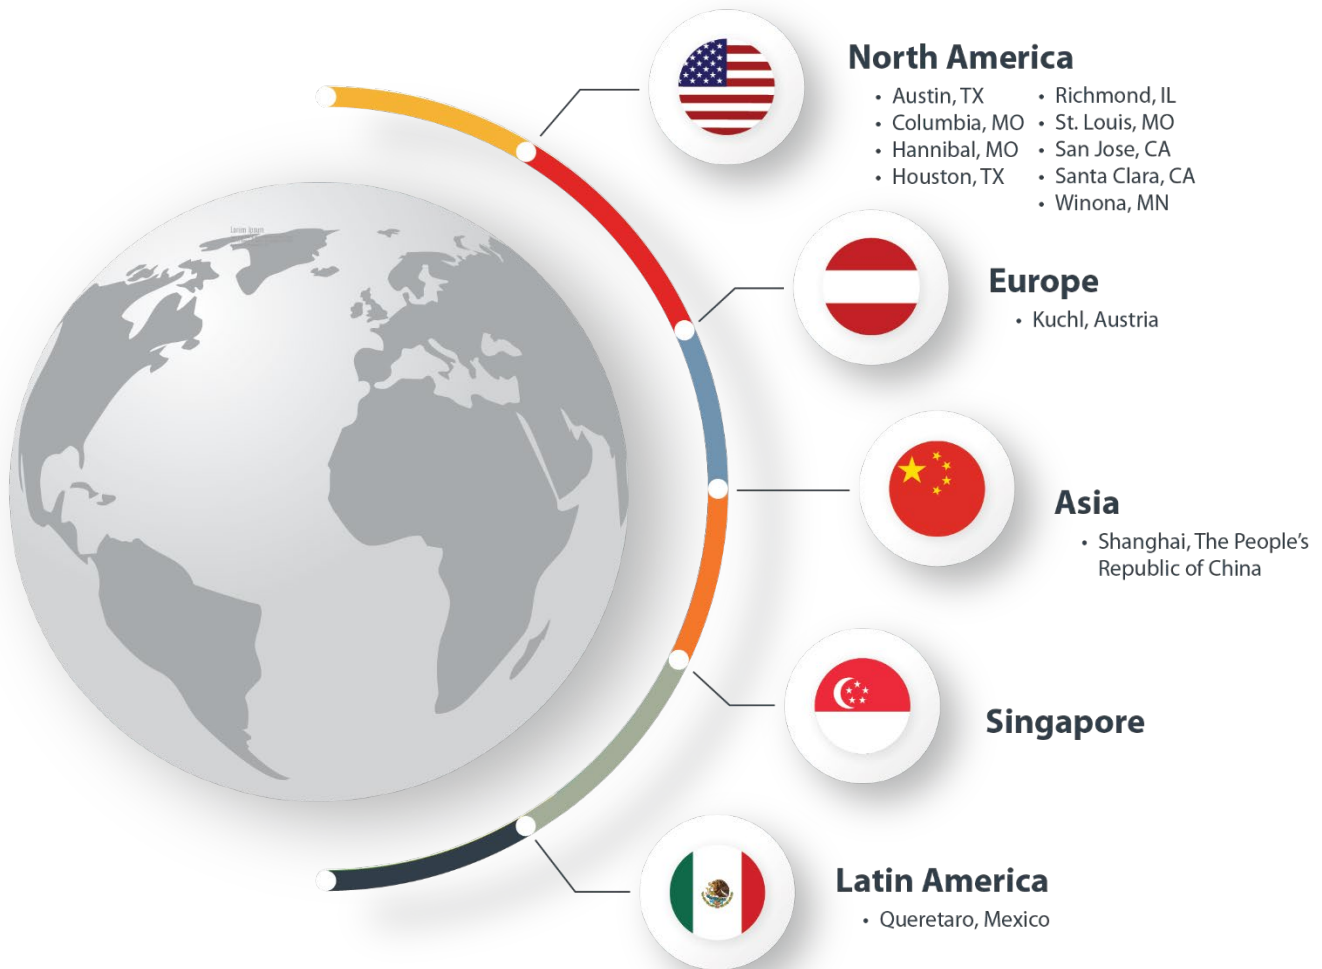 North America
• Austin, TX
• Columbia, MO
• Hannibal, MO
• Houston, TX
• Richmond, IL
• St. Louis, MO
• San Jose, CA
• Santa Clara, CA
• Winona, MN
Lorem Ipsum
Europe
• Kuchl, Austria
Asia
• Shanghai, The People's
Republic of China
Singapore
Latin America
• Queretaro, Mexico